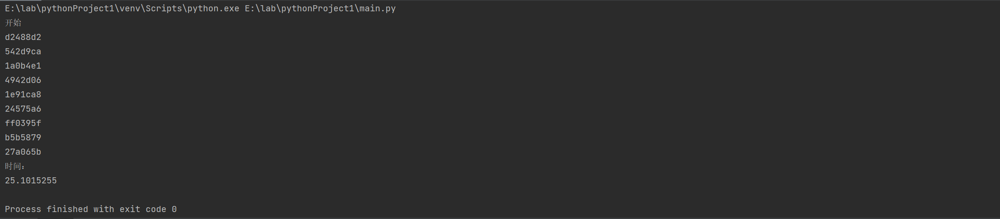 E:\lab\pythonProject1\venv\Scripts\python.exe E:\lab\pythonProject1\main.py
开始
d2488d2
542d9ca
1a0b4e1
4942d06
1e91ca8
24575a6
ff0395f
b5b5879
27a065b
时间:
25.1015255
Process finished with exit code 0